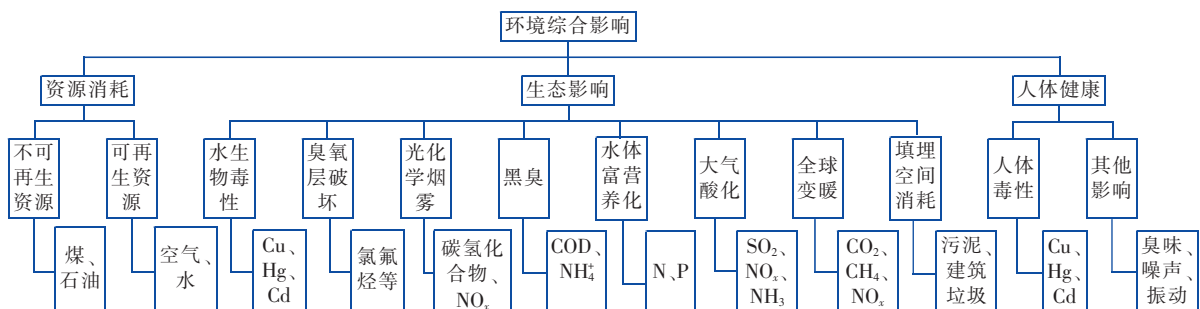 环境综合影响
资源消耗
生态影响
人体健康
不可
再生
资源
可再
生资
源
水生
物毒
性
臭氧
层破
坏
光化
学烟
雾
黑臭
水体
富营
养化
大气
酸化
全球
变暖
填埋
空间
消耗
人体
毒性
其他
影响
煤、
石油
空气、
水
Cu、
Hg、
Cd
氯氟
烃等
碳氢化
合物、
NOₓ
COD、
NH₄⁺
N、P
SO₂、
NOₓ、
NH₃
CO₂、
CH₄、
NOₓ
污泥、
建筑
垃圾
Cu、
Hg、
Cd
臭味、
噪声、
振动